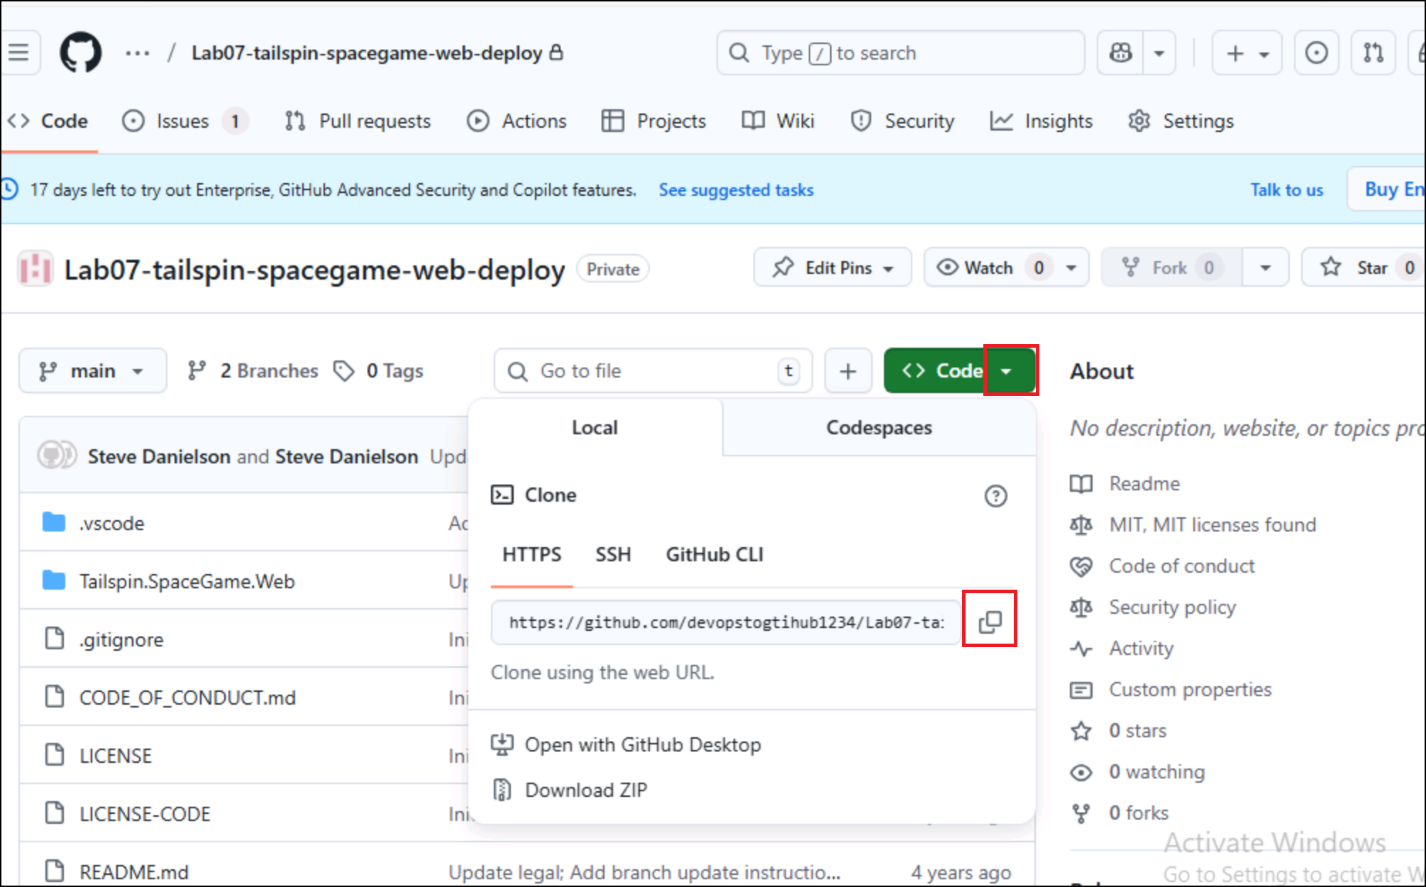 ··· / Lab07-tailspin-spacegame-web-deploy Type / to search
Code Issues 1 Pull requests Actions Projects Wiki Security Insights Settings
17 days left to try out Enterprise, GitHub Advanced Security and Copilot features. See suggested tasks Talk to us Buy En
Lab07-tailspin-spacegame-web-deploy Private Edit Pins Watch 0 Fork 0 Star 0
main 2 Branches 0 Tags Go to file t + <> Code
About
Local Codespaces
No description, website, or topics pro
Steve Danielson and Steve Danielson Upd
Clone
Readme
.vscode Ad
MIT, MIT licenses found
HTTPS SSH GitHub CLI
Code of conduct
Tailspin.SpaceGame.Web Up
Security policy
https://github.com/devopstogtihub1234/Lab07-tai
.gitignore Ini
Activity
Clone using the web URL.
Custom properties
CODE_OF_CONDUCT.md Ini
0 stars
Open with GitHub Desktop
LICENSE Ini
0 watching
Download ZIP
LICENSE-CODE Ini
0 forks
Activate Windows
README.md Update legal; Add branch update instructio... 4 years ago
Go to Settings to activate W